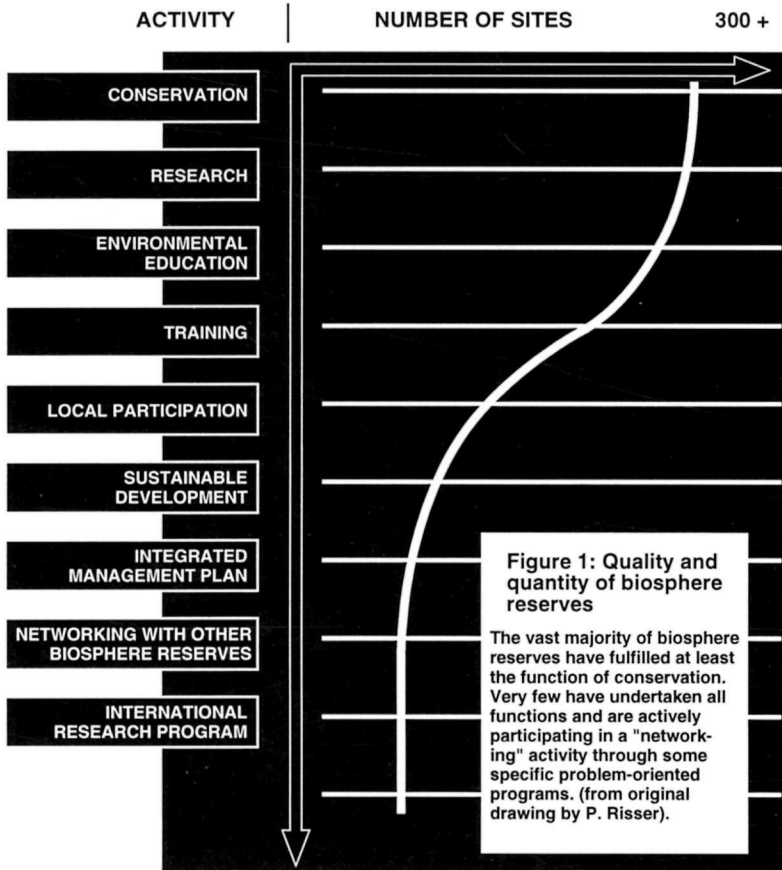 ACTIVITY NUMBER OF SITES 300 +
CONSERVATION
RESEARCH
ENVIRONMENTAL
EDUCATION
TRAINING
LOCAL PARTICIPATION
SUSTAINABLE
DEVELOPMENT
INTEGRATED
MANAGEMENT PLAN
NETWORKING WITH OTHER
BIOSPHERE RESERVES
INTERNATIONAL
RESEARCH PROGRAM
Figure 1: Quality and
quantity of biosphere
reserves
The vast majority of biosphere
reserves have fulfilled at least
the function of conservation.
Very few have undertaken all
functions and are actively
participating in a "network-
ing" activity through some
specific problem-oriented
programs. (from original
drawing by P. Risser).